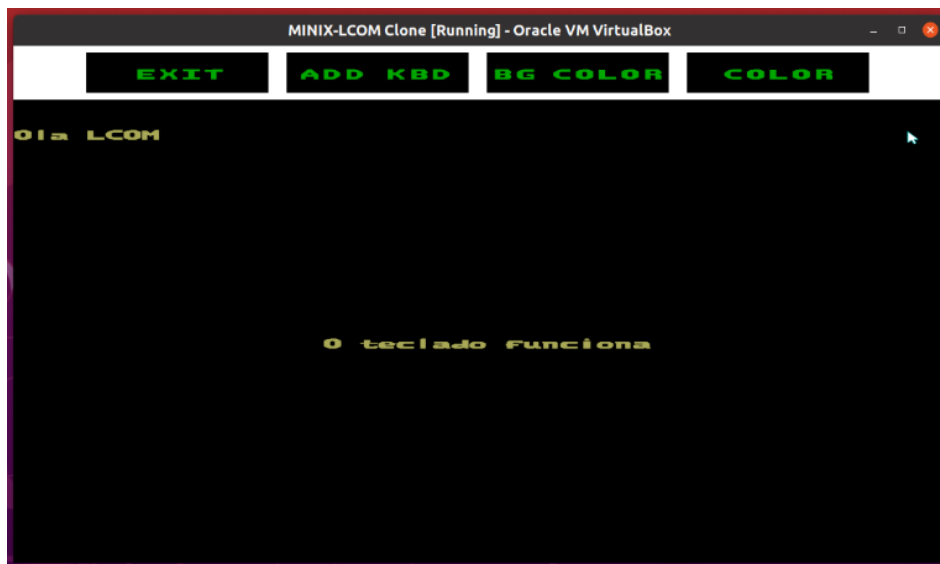 MINIX-LCOM Clone [Running] - Oracle VM VirtualBox
EXIT ADD KBD BG COLOR COLOR
Ola LCOM
O teclado funciona